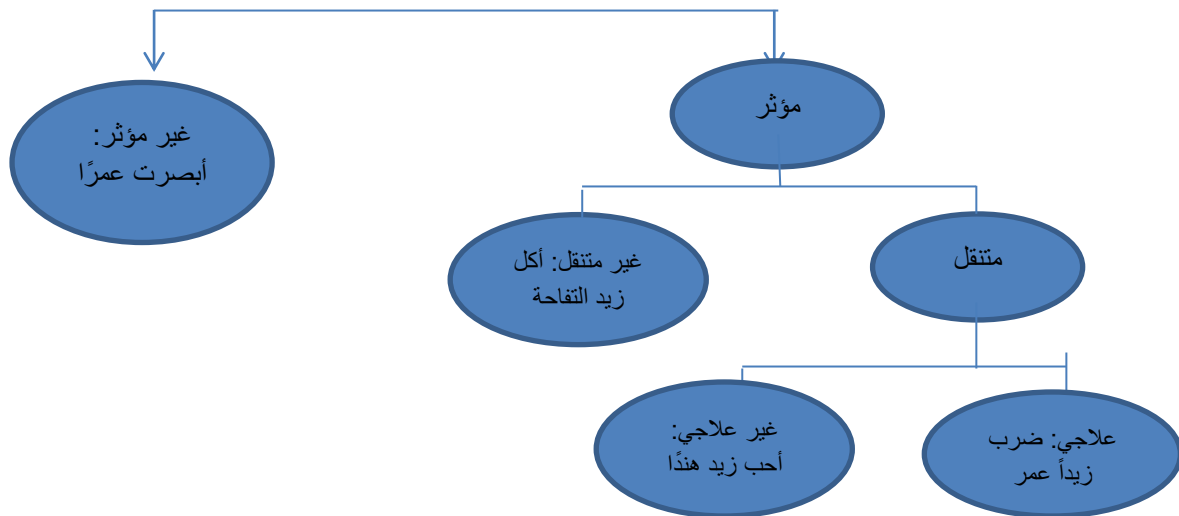 مؤثر
غير مؤثر:
أبصرت عمرًا
متنقل
غير متنقل: أكل
زيد التفاحة
علاجي: ضرب
زيداً عمر
غير علاجي:
أحب زيد هندًا